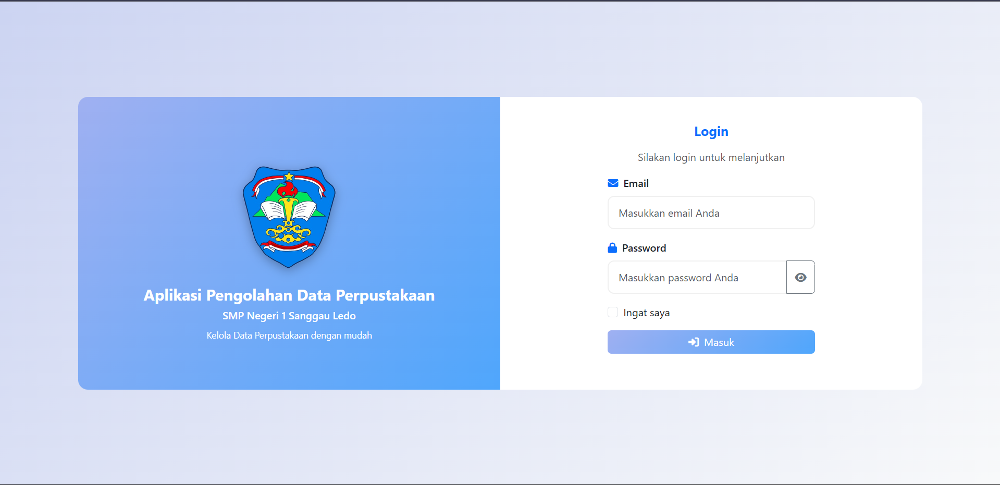 Aplikasi Pengolahan Data Perpustakaan
SMP Negeri 1 Sanggau Ledo
Kelola Data Perpustakaan dengan mudah
Login
Silakan login untuk melanjutkan
Email
Masukkan email Anda
Password
Masukkan password Anda
Ingat saya
Masuk